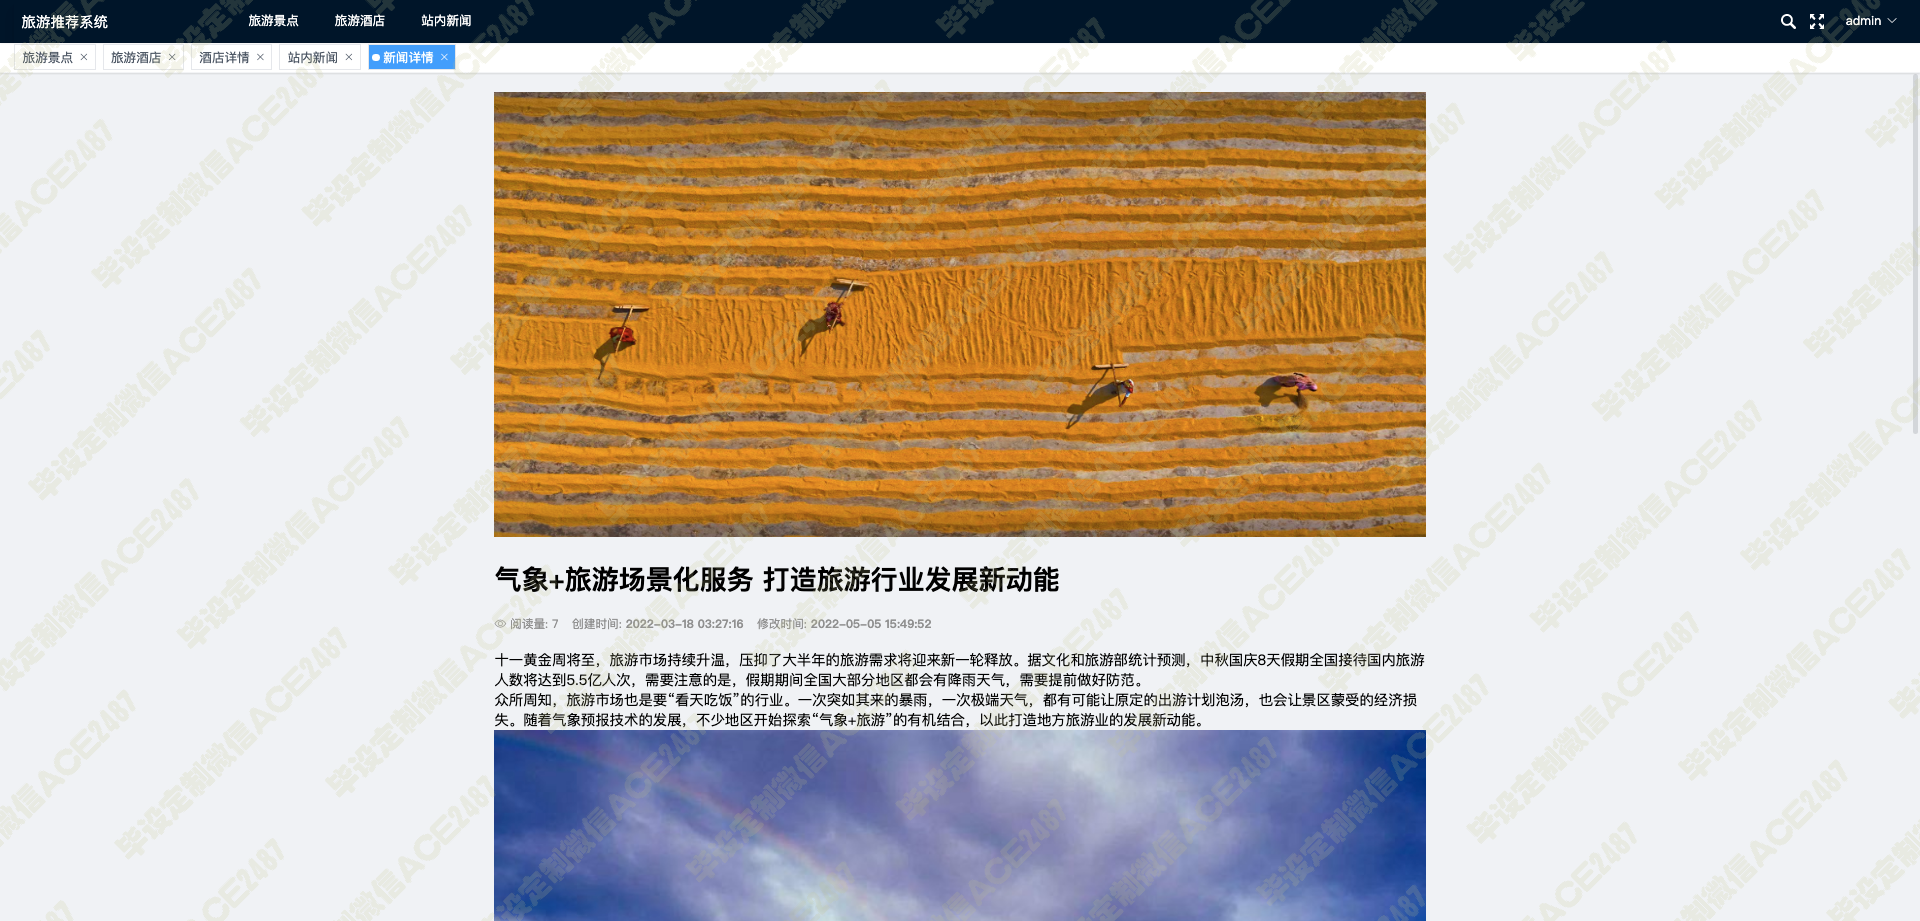 旅游推荐系统 旅游景点 旅游酒店 站内新闻 admin
旅游景点 × 旅游酒店 × 酒店详情 × 站内新闻 × 新闻详情 ×
气象+旅游场景化服务 打造旅游行业发展新动能
阅读量: 7 创建时间: 2022-03-18 03:27:16 修改时间: 2022-05-05 15:49:52
十一黄金周将至，旅游市场持续升温，压抑了大半年的旅游需求将迎来新一轮释放。据文化和旅游部统计预测，中秋国庆8天假期全国接待国内旅游
人数将达到5.5亿人次，需要注意的是，假期期间全国大部分地区都会有降雨天气，需要提前做好防范。
众所周知，旅游市场也是要“看天吃饭”的行业。一次突如其来的暴雨，一次极端天气，都有可能让原定的出游计划泡汤，也会让景区蒙受的经济损
失。随着气象预报技术的发展，不少地区开始探索“气象+旅游”的有机结合，以此打造地方旅游业的发展新动能。
毕设定制微信ACE2487